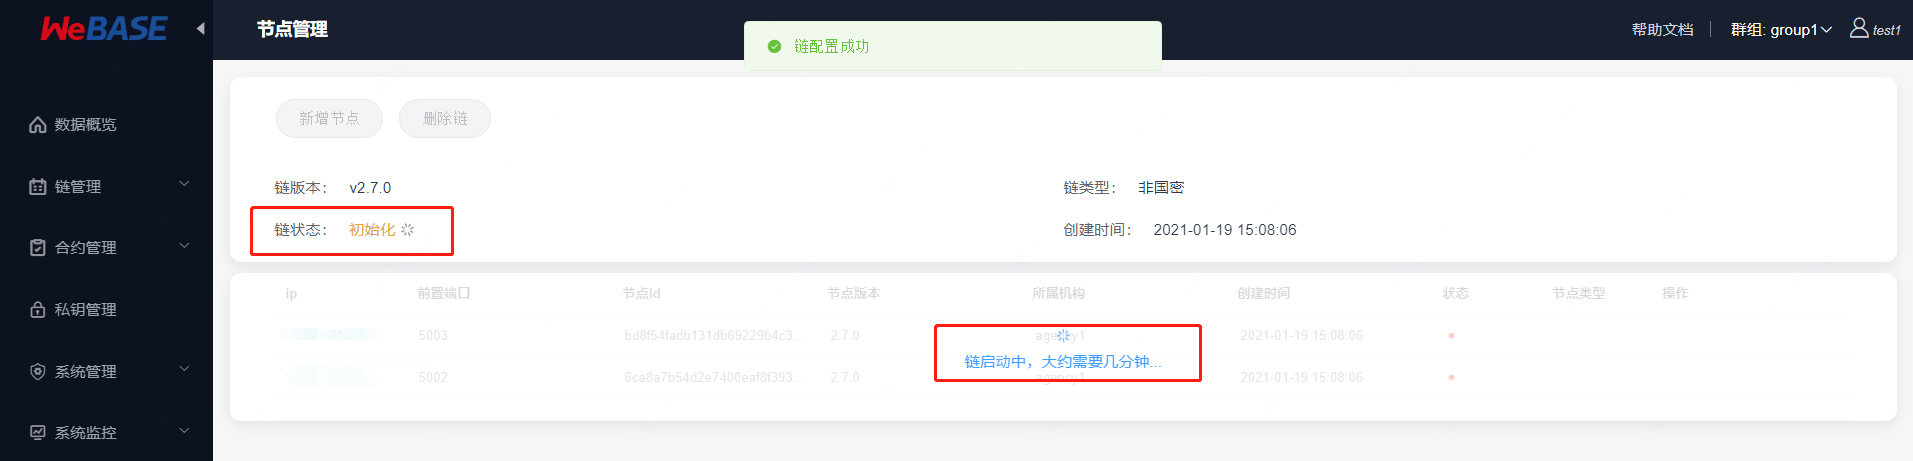 WeBASE
节点管理
链配置成功
帮助文档
群组: group1
test1
数据概览
链管理
合约管理
私钥管理
系统管理
系统监控
新增节点
删除链
链版本： v2.7.0
链类型： 非国密
链状态： 初始化
创建时间： 2021-01-19 15:08:06
ip 前置端口 节点Id 节点版本 所属机构 创建时间 状态 节点类型 操作
5003 bd8f54fadb131db69229b4c3... 2.7.0 agency1 2021-01-19 15:08:06
链启动中，大约需要几分钟...
5002 6ca8a7b54d2e7400eaf8f393... 2.7.0 agency1 2021-01-19 15:08:06